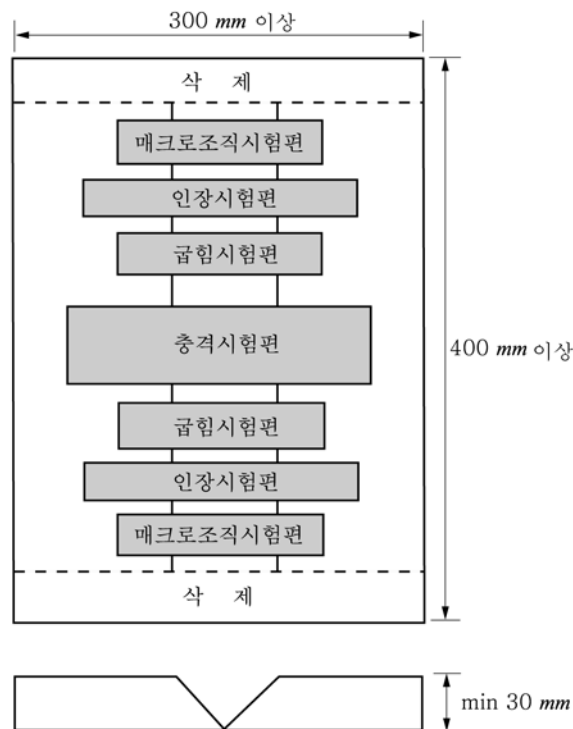 300 mm 이상
삭 제
매크로조직시험편
인장시험편
굽힘시험편
충격시험편
400 mm 이상
굽힘시험편
인장시험편
매크로조직시험편
삭 제
min 30 mm